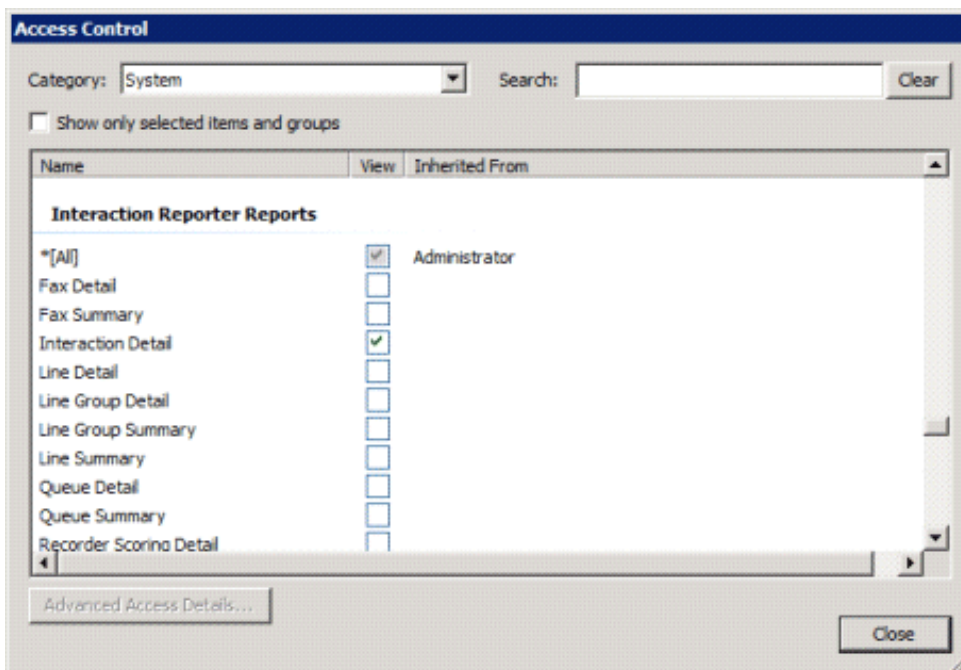 Access Control
Category: System Search: Clear
Show only selected items and groups
Name View Inherited From
Interaction Reporter Reports
*[All] Administrator
Fax Detail
Fax Summary
Interaction Detail
Line Detail
Line Group Detail
Line Group Summary
Line Summary
Queue Detail
Queue Summary
Recorder Scoring Detail
Advanced Access Details...
Close